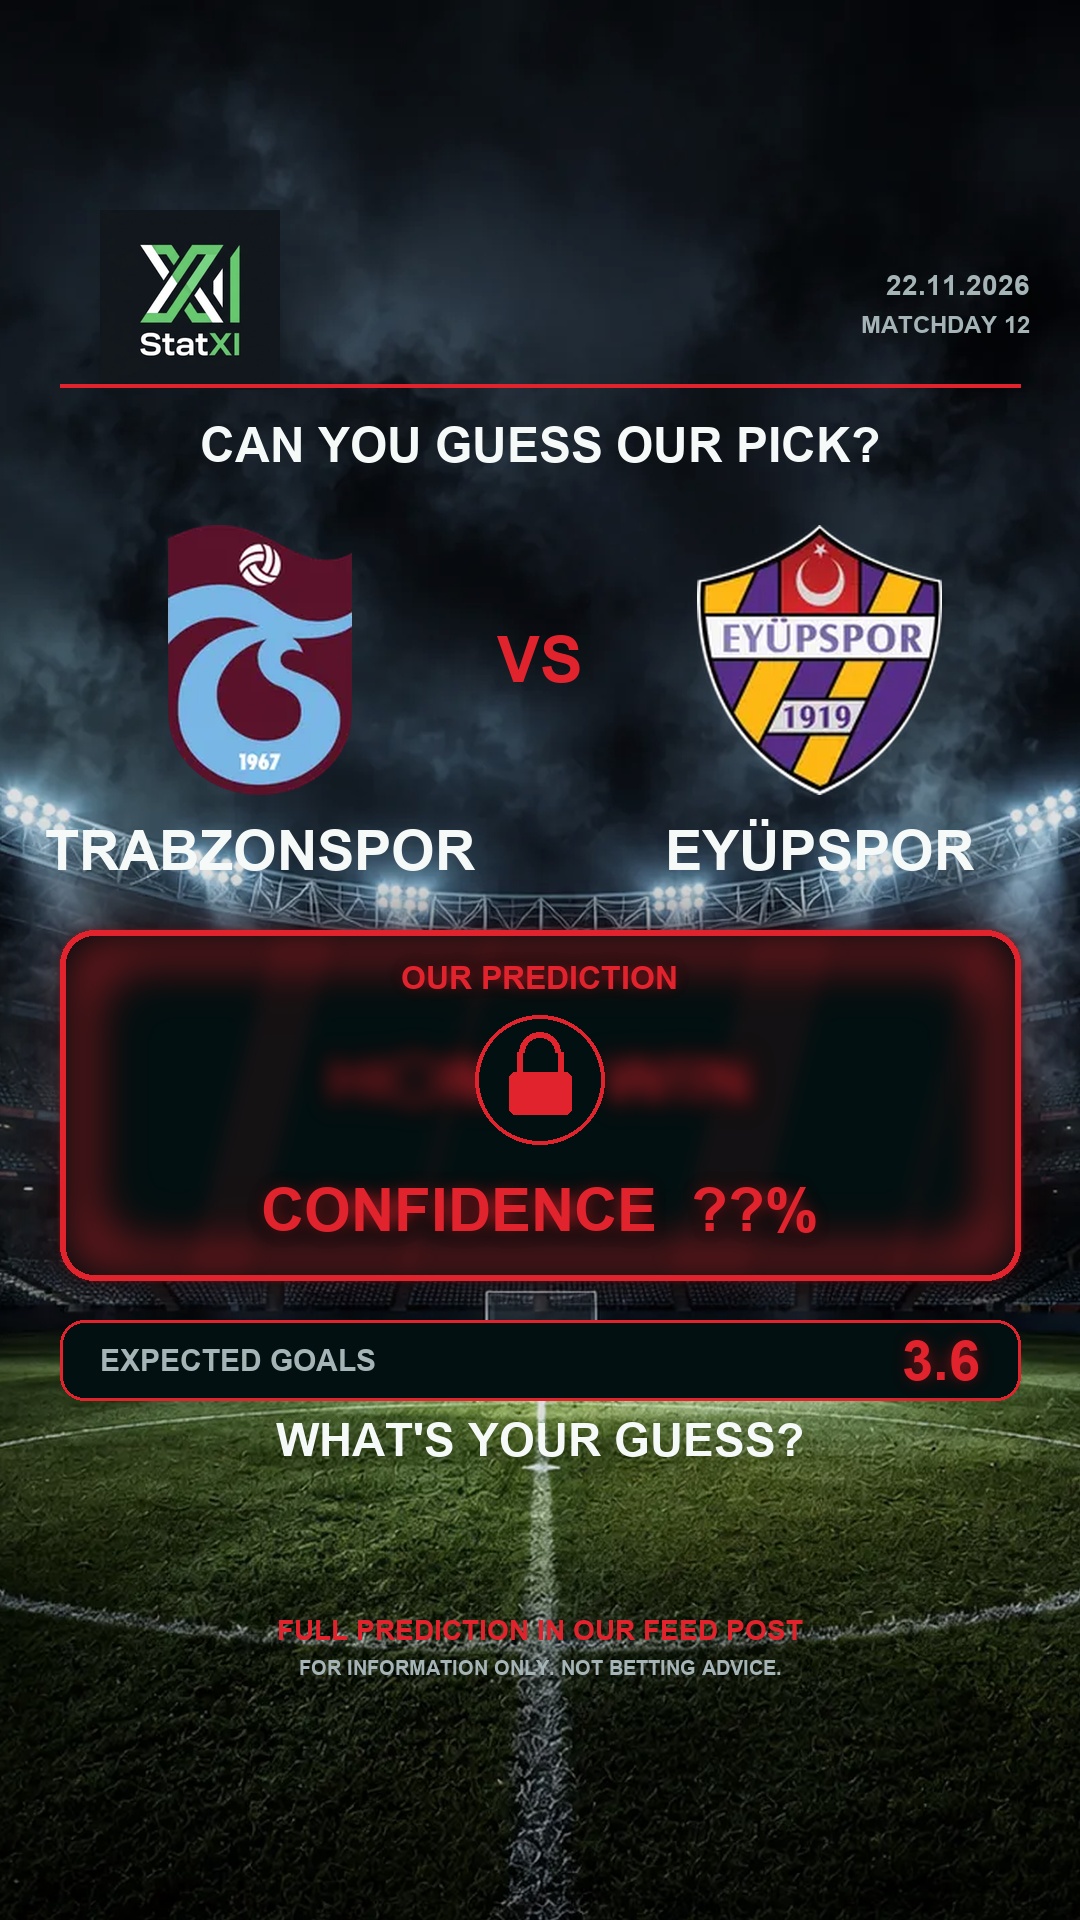 StatXI
22.11.2026
MATCHDAY 12
CAN YOU GUESS OUR PICK?
1967
VS
EYÜPSPOR
1919
TRABZONSPOR
EYÜPSPOR
OUR PREDICTION
CONFIDENCE ??%
EXPECTED GOALS 3.6
WHAT'S YOUR GUESS?
FULL PREDICTION IN OUR FEED POST
FOR INFORMATION ONLY. NOT BETTING ADVICE.